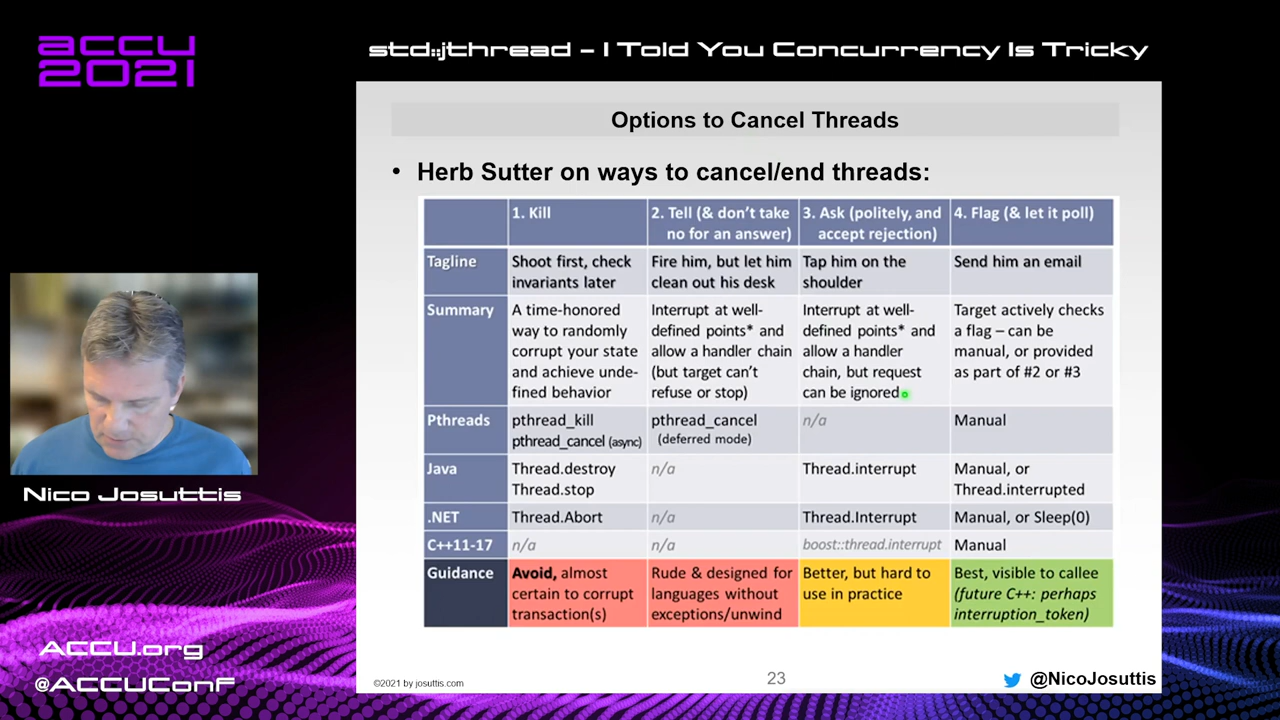 ACCU
2021
std::jthread – I Told You Concurrency Is Tricky
Options to Cancel Threads
• Herb Sutter on ways to cancel/end threads:
1. Kill
2. Tell (& don't take
no for an answer)
3. Ask (politely, and
accept rejection)
4. Flag (& let it poll)
Tagline
Shoot first, check
invariants later
Fire him, but let him
clean out his desk
Tap him on the
shoulder
Send him an email
Summary
A time-honored
way to randomly
corrupt your state
and achieve unde-
fined behavior
Interrupt at well-
defined points* and
allow a handler chain
(but target can't
refuse or stop)
Interrupt at well-
defined points* and
allow a handler
chain, but request
can be ignored
Target actively checks
a flag – can be
manual, or provided
as part of #2 or #3
Pthreads
pthread_kill
pthread_cancel (async)
pthread_cancel
(deferred mode)
n/a
Manual
Java
Thread.destroy
Thread.stop
n/a
Thread.interrupt
Manual, or
Thread.interrupted
.NET
Thread.Abort
n/a
Thread.Interrupt
Manual, or Sleep(0)
C++11-17
n/a
n/a
boost::thread.interrupt
Manual
Guidance
Avoid, almost
certain to corrupt
transaction(s)
Rude & designed for
languages without
exceptions/unwind
Better, but hard to
use in practice
Best, visible to callee
(future C++: perhaps
interruption_token)
Nico Josuttis
ACCU.org
@ACCUConf
©2021 by josuttis.com
23
@NicoJosuttis